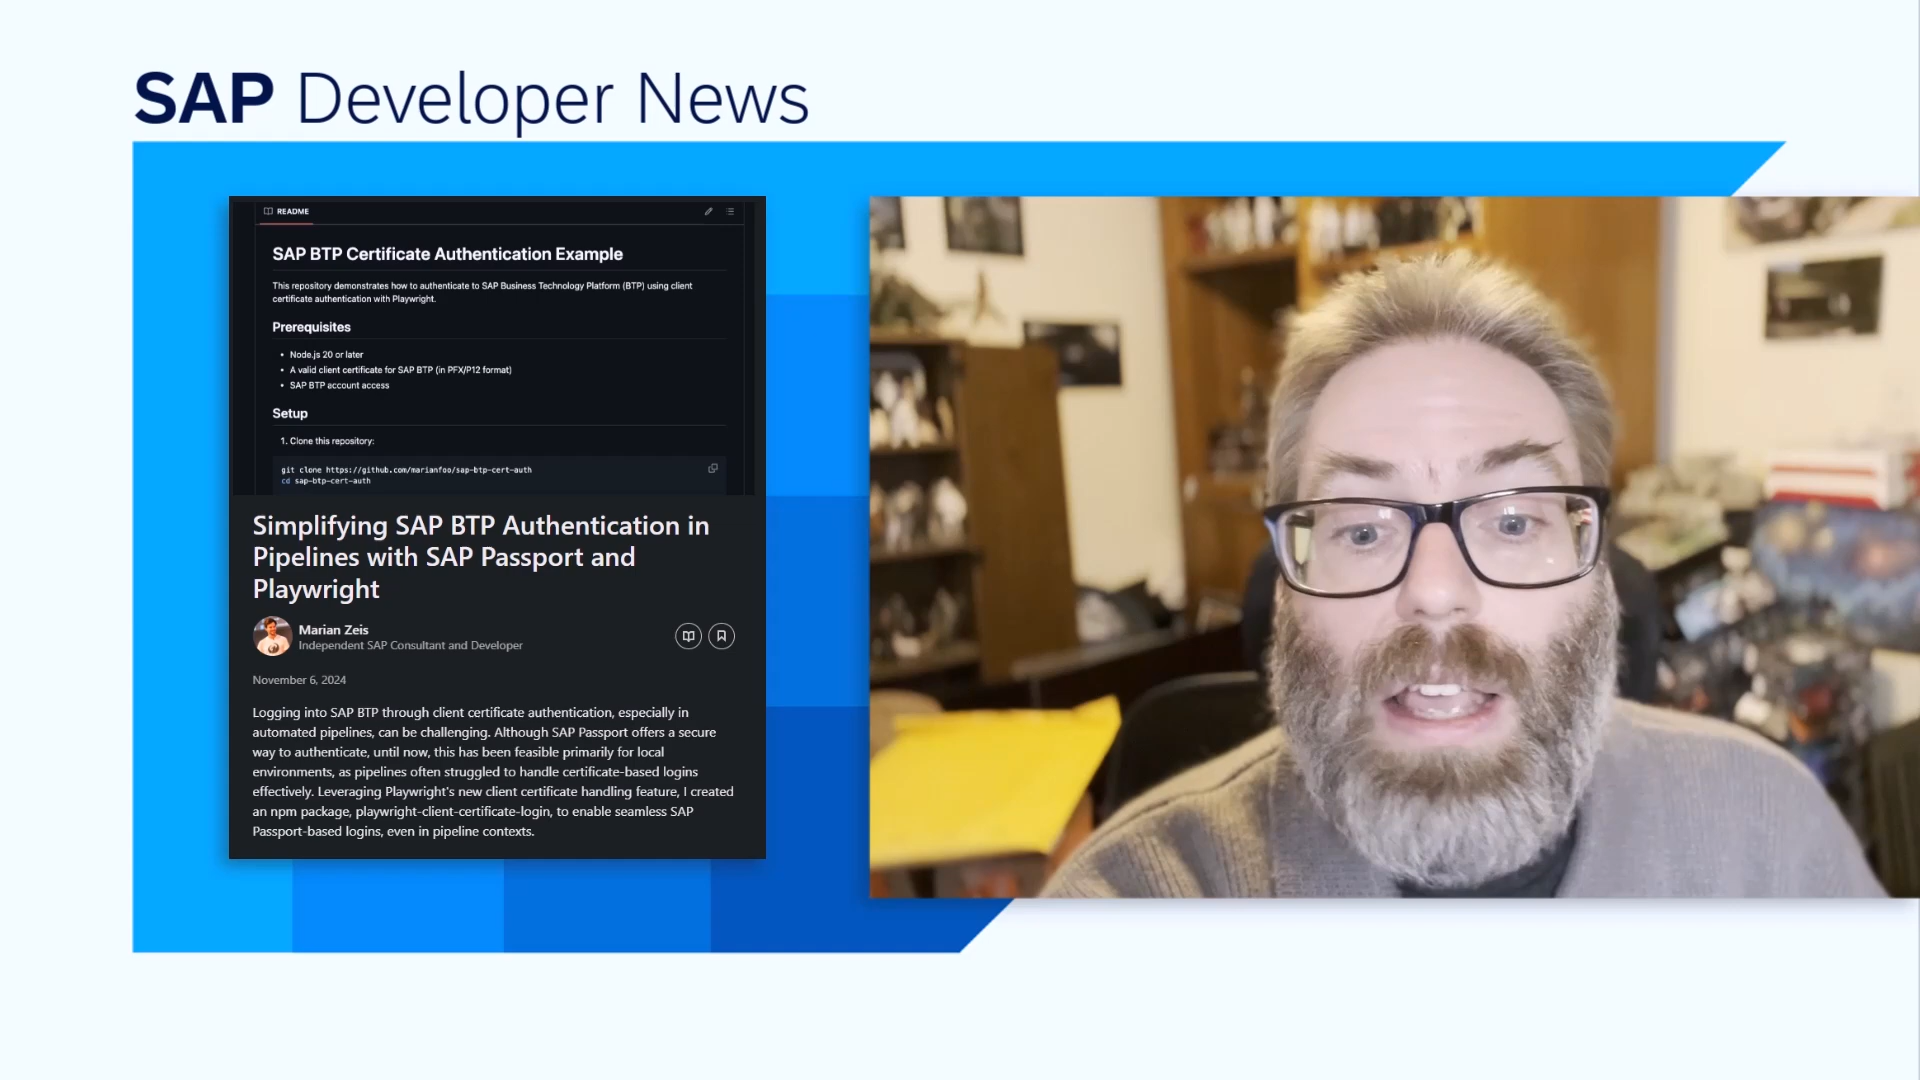 SAP Developer News
README
SAP BTP Certificate Authentication Example
This repository demonstrates how to authenticate to SAP Business Technology Platform (BTP) using client
certificate authentication with Playwright.
Prerequisites
• Node.js 20 or later
• A valid client certificate for SAP BTP (in PFX/P12 format)
• SAP BTP account access
Setup
1. Clone this repository:
git clone https://github.com/marianfoo/sap-btp-cert-auth
cd sap-btp-cert-auth
Simplifying SAP BTP Authentication in
Pipelines with SAP Passport and
Playwright
Marian Zeis
Independent SAP Consultant and Developer
November 6, 2024
Logging into SAP BTP through client certificate authentication, especially in
automated pipelines, can be challenging. Although SAP Passport offers a secure
way to authenticate, until now, this has been feasible primarily for local
environments, as pipelines often struggled to handle certificate-based logins
effectively. Leveraging Playwright's new client certificate handling feature, I created
an npm package, playwright-client-certificate-login, to enable seamless SAP
Passport-based logins, even in pipeline contexts.